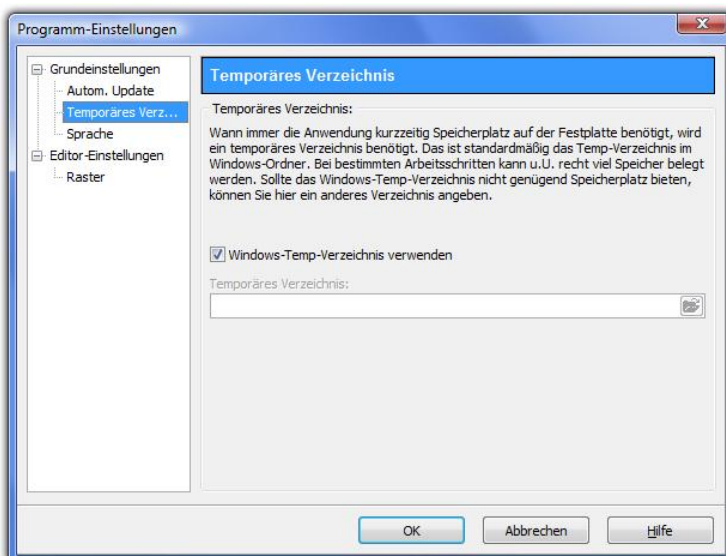 Programm-Einstellungen
Grundeinstellungen
Autom. Update
Temporäres Verz...
Sprache
Editor-Einstellungen
Raster
Temporäres Verzeichnis
Temporäres Verzeichnis:
Wann immer die Anwendung kurzzeitig Speicherplatz auf der Festplatte benötigt, wird
ein temporäres Verzeichnis benötigt. Das ist standardmäßig das Temp-Verzeichnis im
Windows-Ordner. Bei bestimmten Arbeitsschritten kann u.U. recht viel Speicher belegt
werden. Sollte das Windows-Temp-Verzeichnis nicht genügend Speicherplatz bieten,
können Sie hier ein anderes Verzeichnis angeben.
Windows-Temp-Verzeichnis verwenden
Temporäres Verzeichnis:
OK
Abbrechen
Hilfe